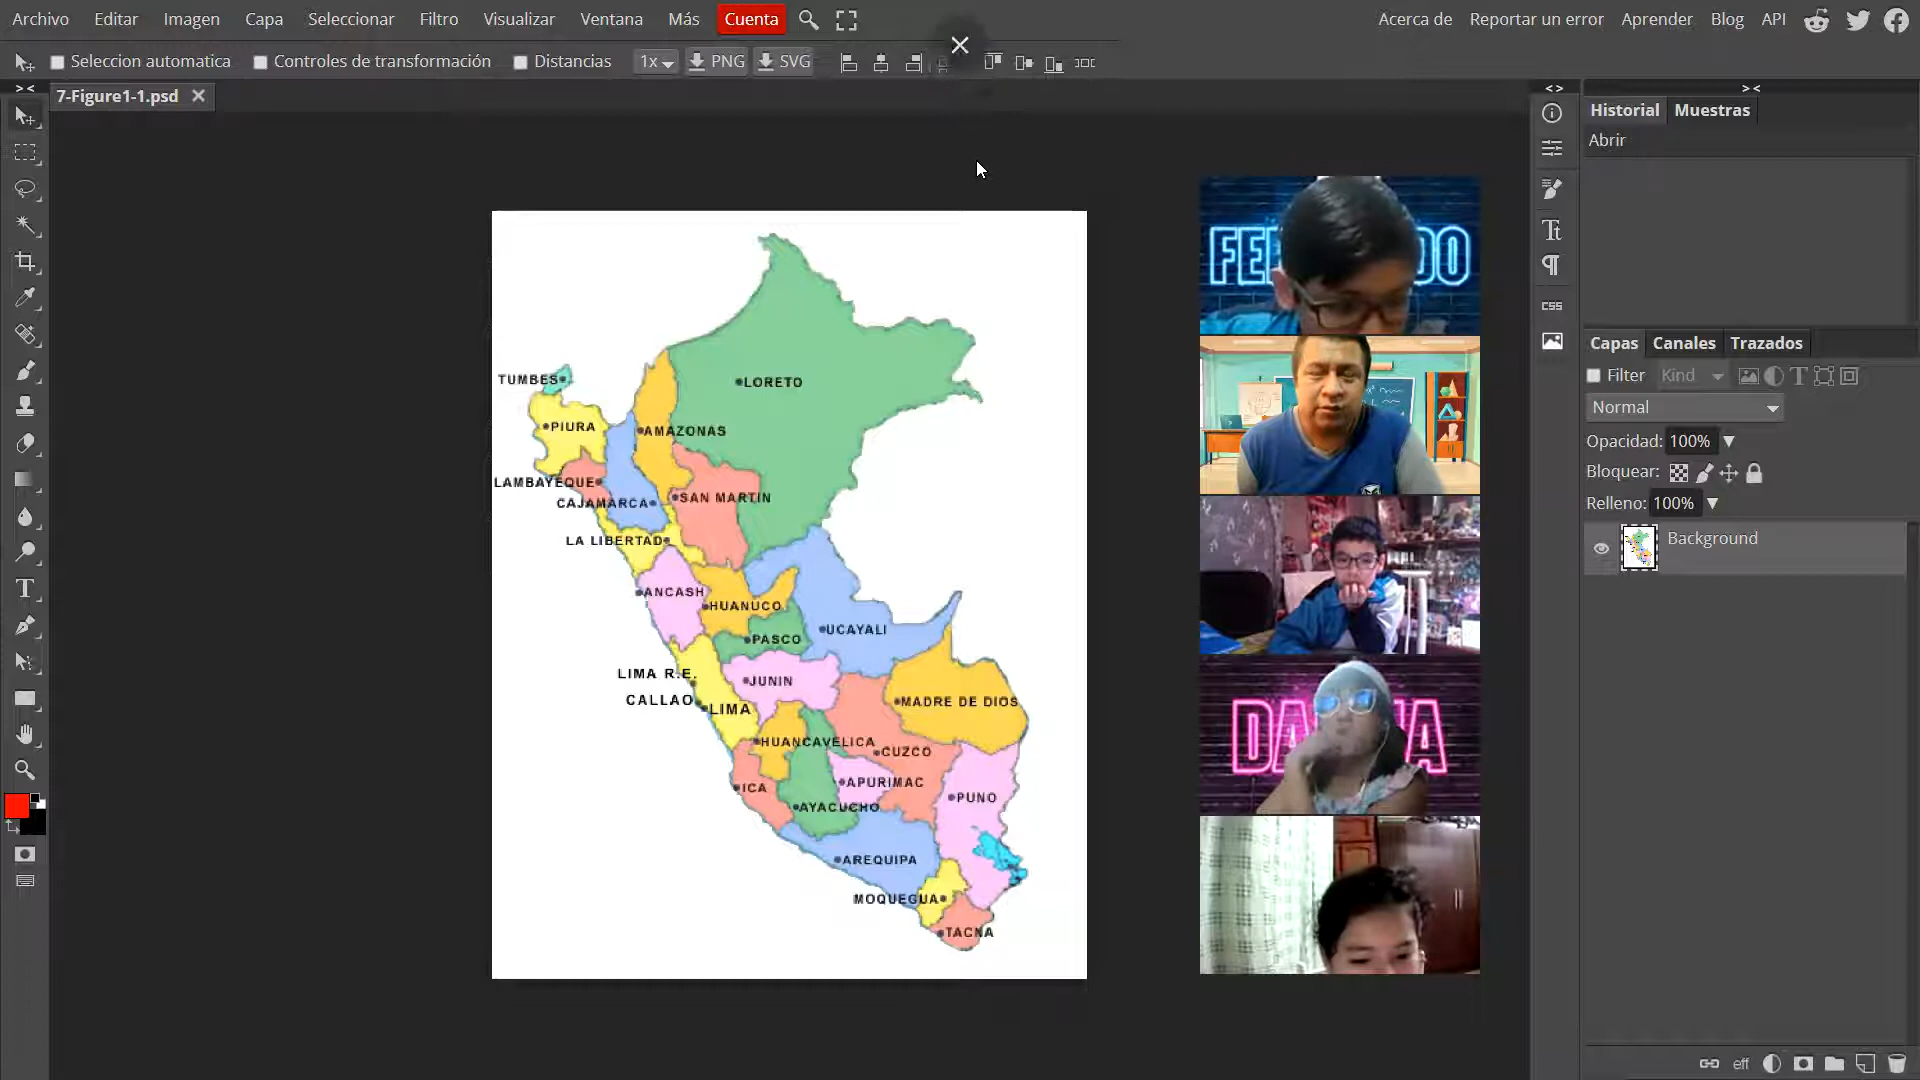 Archivo Editar Imagen Capa Seleccionar Filtro Visualizar Ventana Más Cuenta Acerca de Reportar un error Aprender Blog API
Seleccion automatica Controles de transformación Distancias 1x PNG SVG
7-Figure1-1.psd
Historial Muestras
Abrir
TUMBES
LORETO
PIURA
AMAZONAS
LAMBAYEQUE
CAJAMARCA
SAN MARTIN
LA LIBERTAD
ANCASH
HUANUCO
PASCO
UCAYALI
LIMA R.E.
JUNIN
CALLAO
LIMA
MADRE DE DIOS
HUANCAVELICA
CUZCO
ICA
APURIMAC
AYACUCHO
PUNO
AREQUIPA
MOQUEGUA
TACNA
CSS
Capas Canales Trazados
Filter Kind
Normal
Opacidad: 100%
Bloquear:
Relleno: 100%
Background
eff